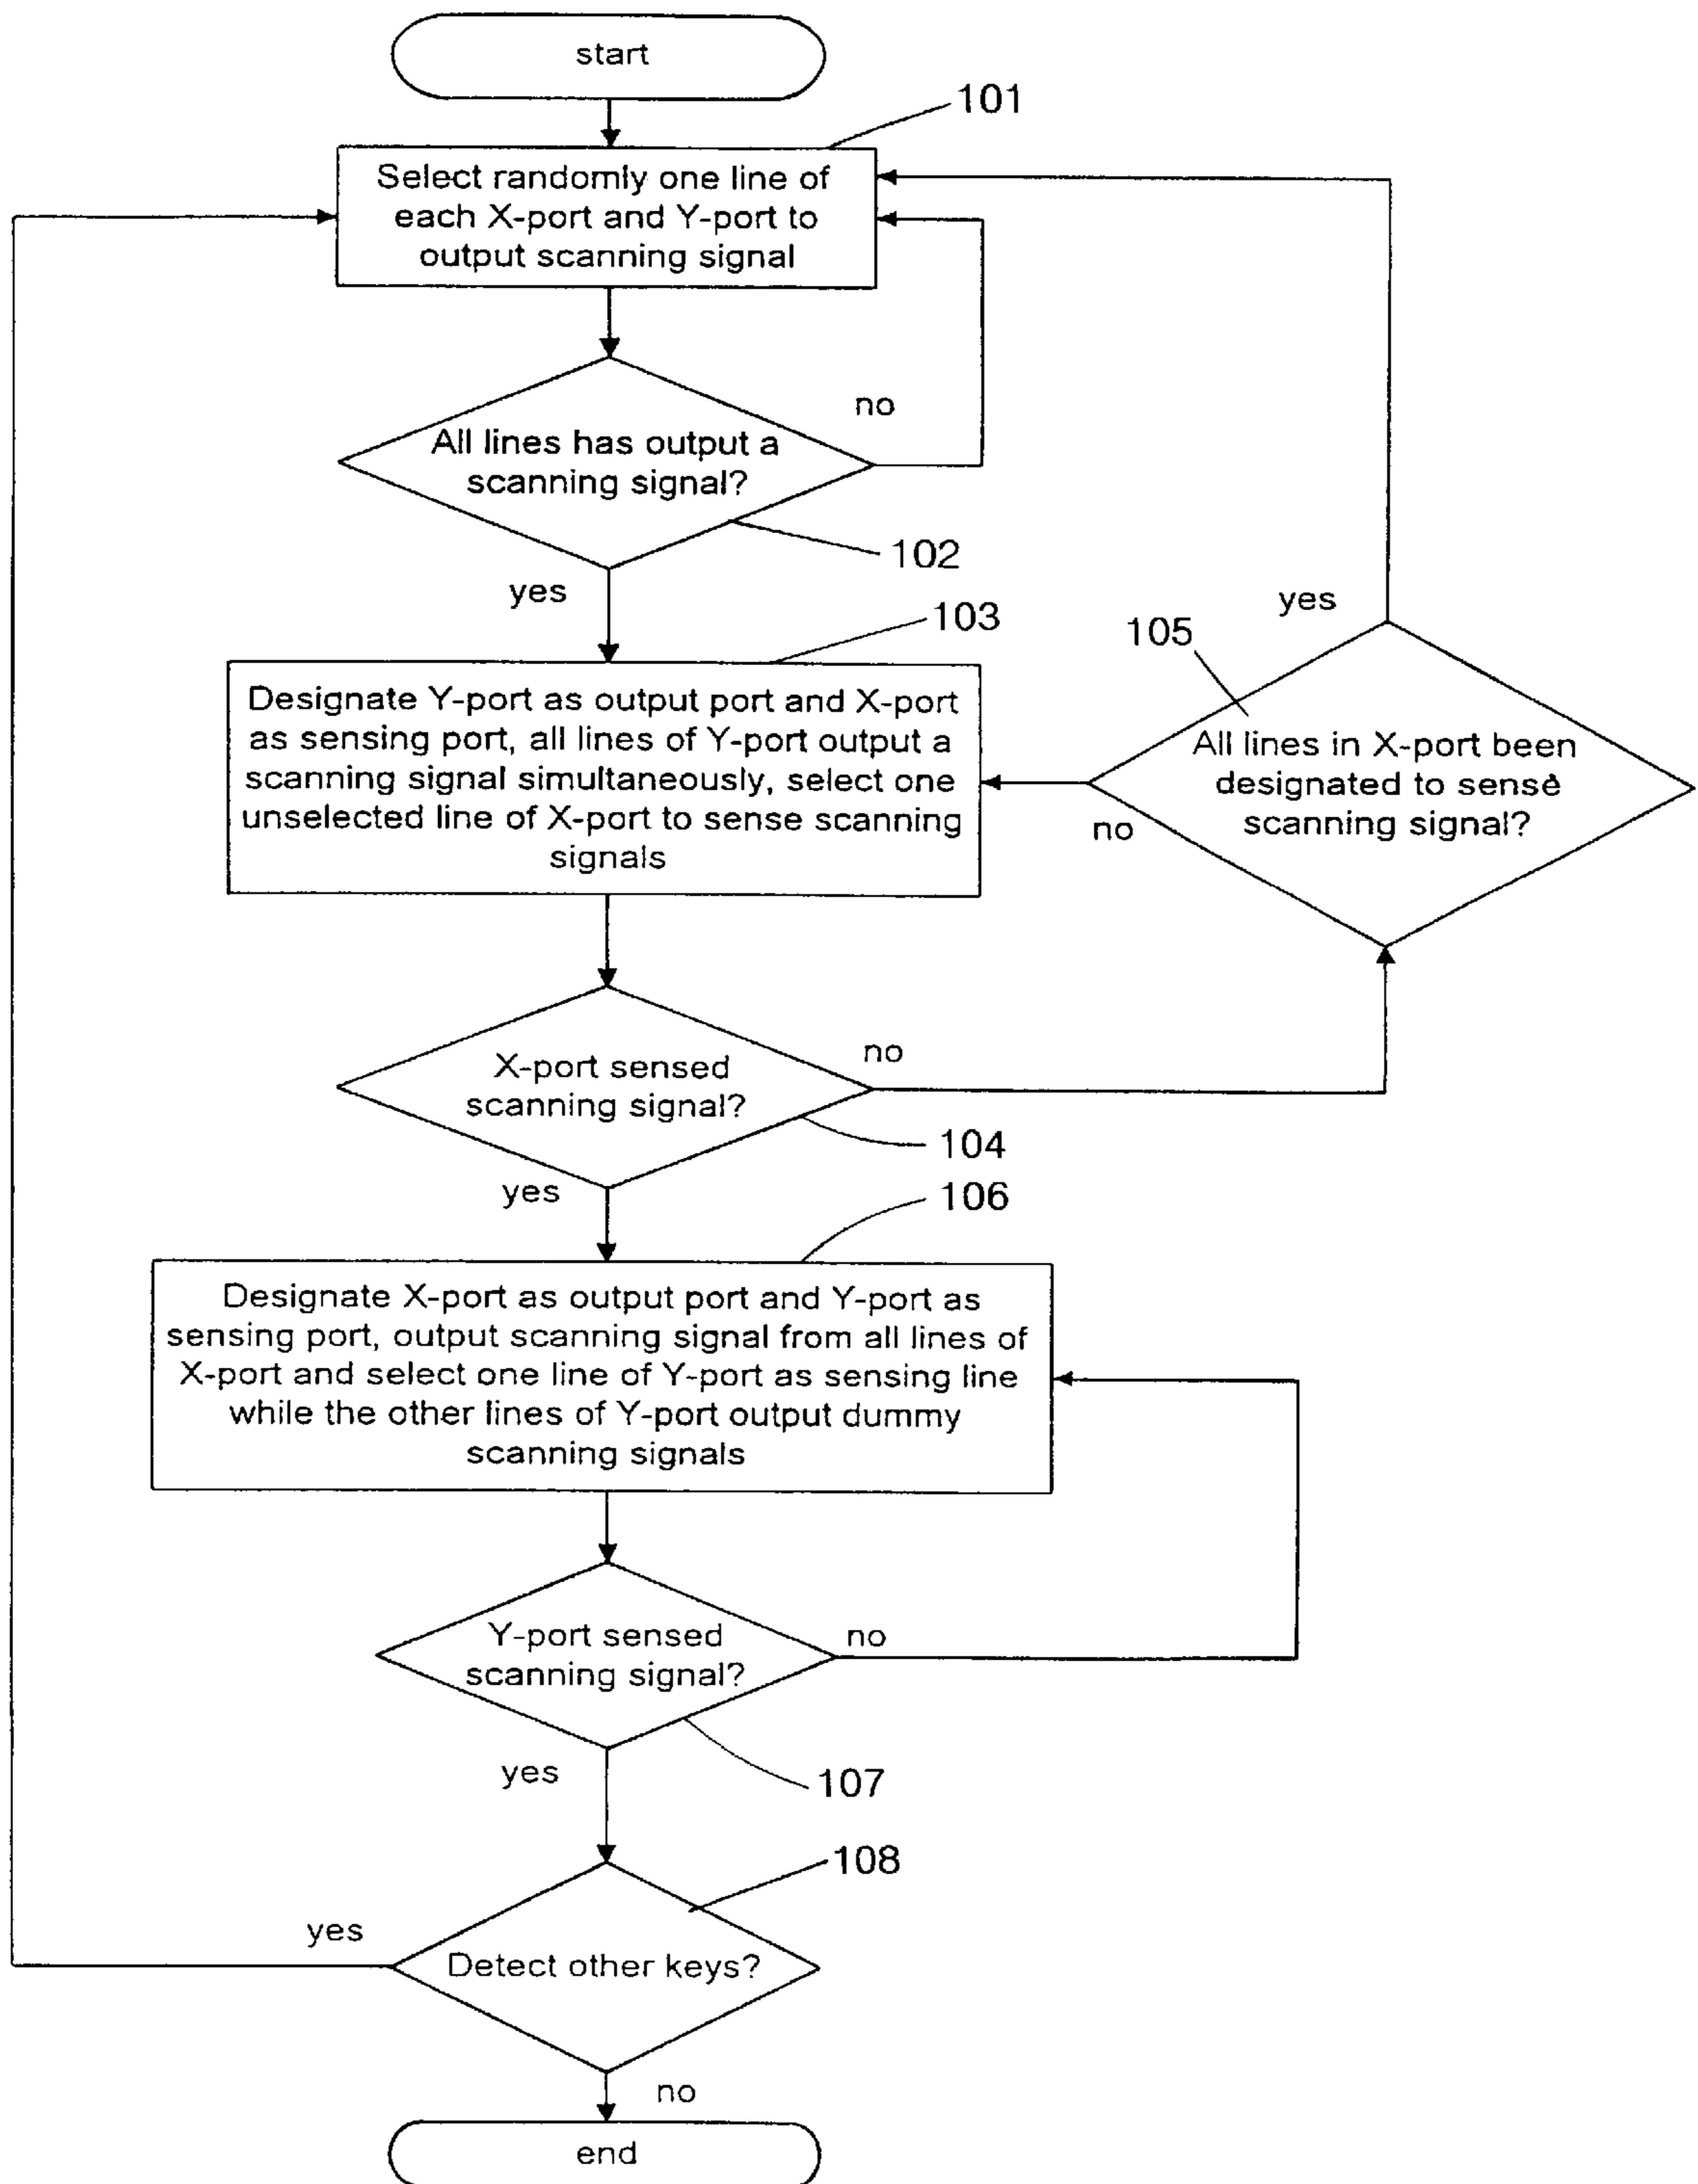 start
101
Select randomly one line of
each X-port and Y-port to
output scanning signal
no
All lines has output a
scanning signal?
102
yes
103
yes
105
Designate Y-port as output port and X-port
as sensing port, all lines of Y-port output a
scanning signal simultaneously, select one
unselected line of X-port to sense scanning
signals
All lines in X-port been
designated to sense
scanning signal?
no
no
X-port sensed
scanning signal?
104
yes
106
Designate X-port as output port and Y-port as
sensing port, output scanning signal from all lines of
X-port and select one line of Y-port as sensing line
while the other lines of Y-port output dummy
scanning signals
Y-port sensed
scanning signal?
no
yes
107
108
yes
Detect other keys?
no
end